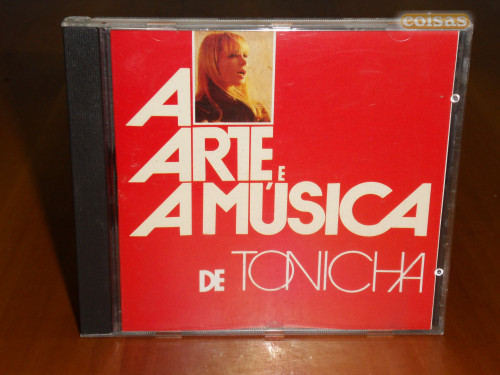 coisas
A
ARTE E
A MÚSICA
DE TONICHA